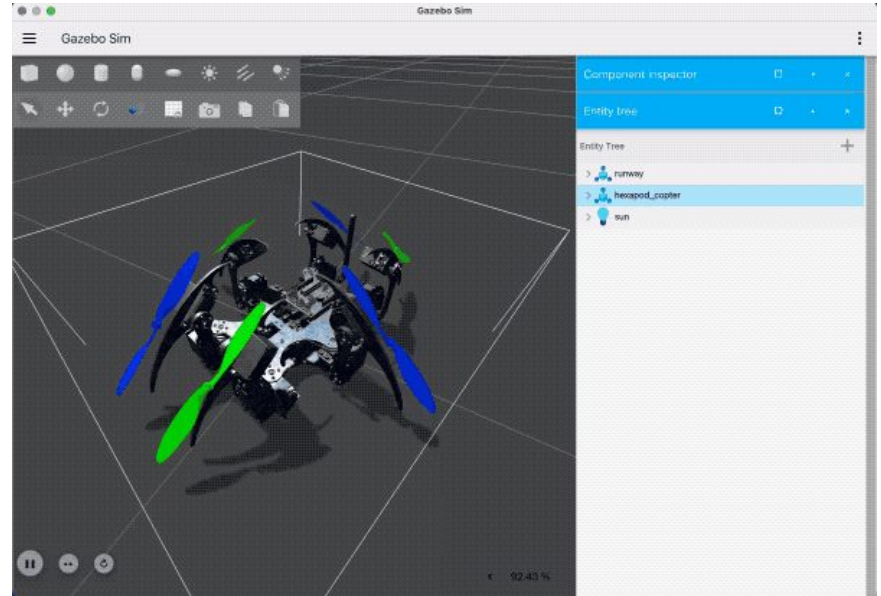 Gazebo Sim
Gazebo Sim
Component inspector
Entity tree
Entity Tree
runway
hexapod_copter
sun
92.43 %